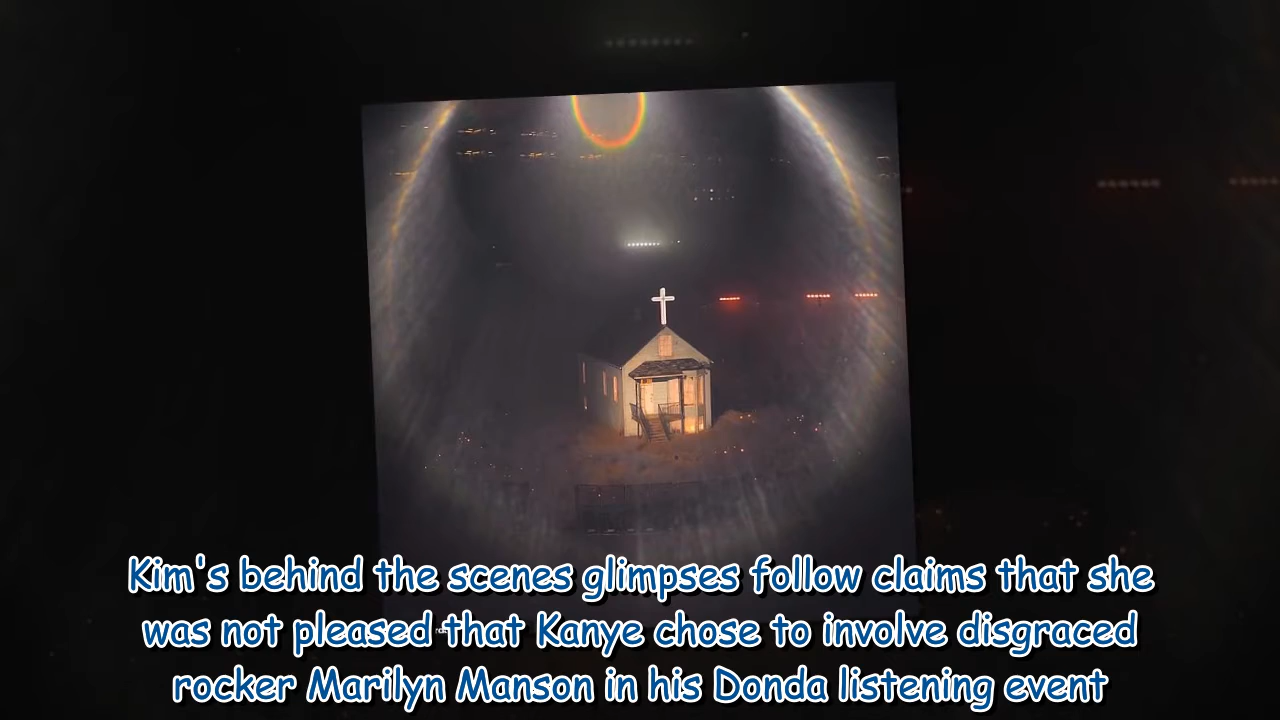 Kim's behind the scenes glimpses follow claims that she
was not pleased that Kanye chose to involve disgraced
rocker Marilyn Manson in his Donda listening event